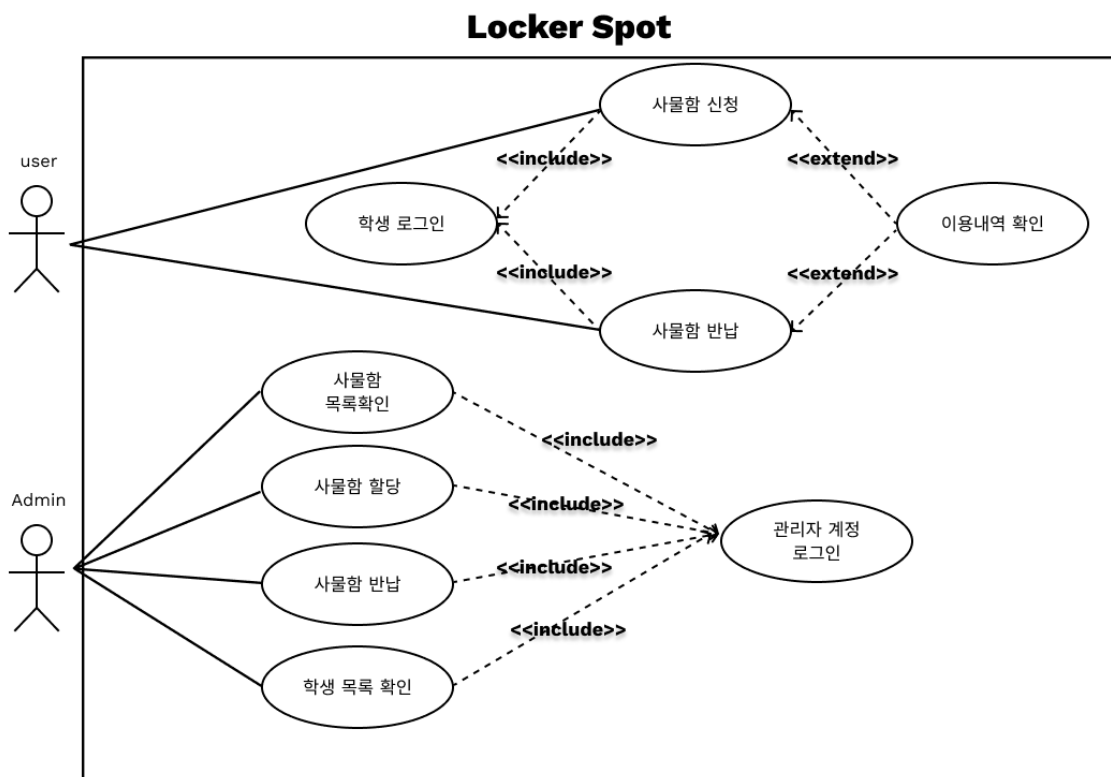 Locker Spot
user
사물함 신청
<<include>>
<<extend>>
학생 로그인
이용내역 확인
<<include>>
<<extend>>
사물함 반납
사물함
목록확인
<<include>>
Admin
사물함 할당
<<include>>
관리자 계정
로그인
사물함 반납
<<include>>
<<include>>
학생 목록 확인